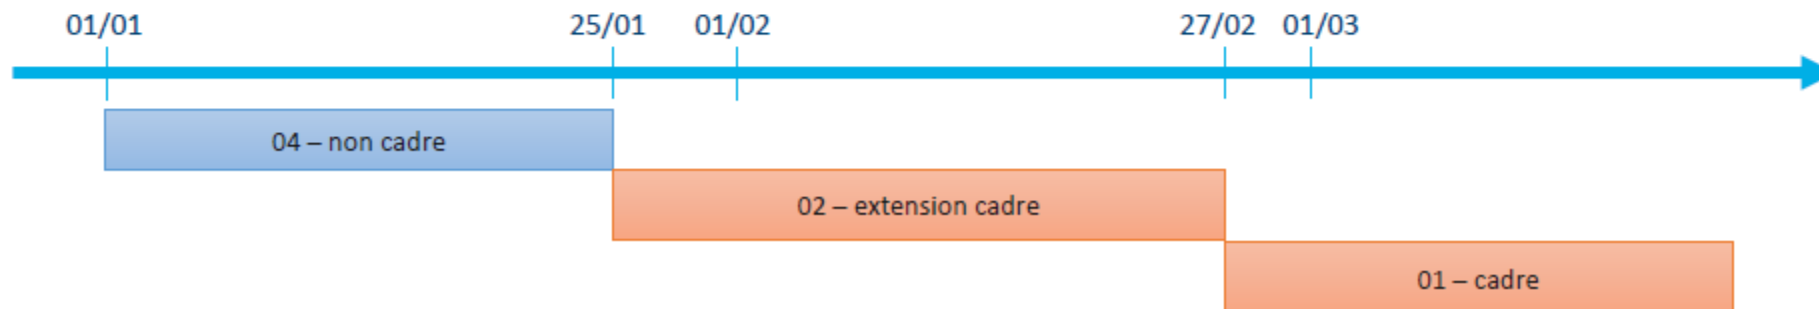 01/01 25/01 01/02 27/02 01/03
04 – non cadre
02 – extension cadre
01 – cadre